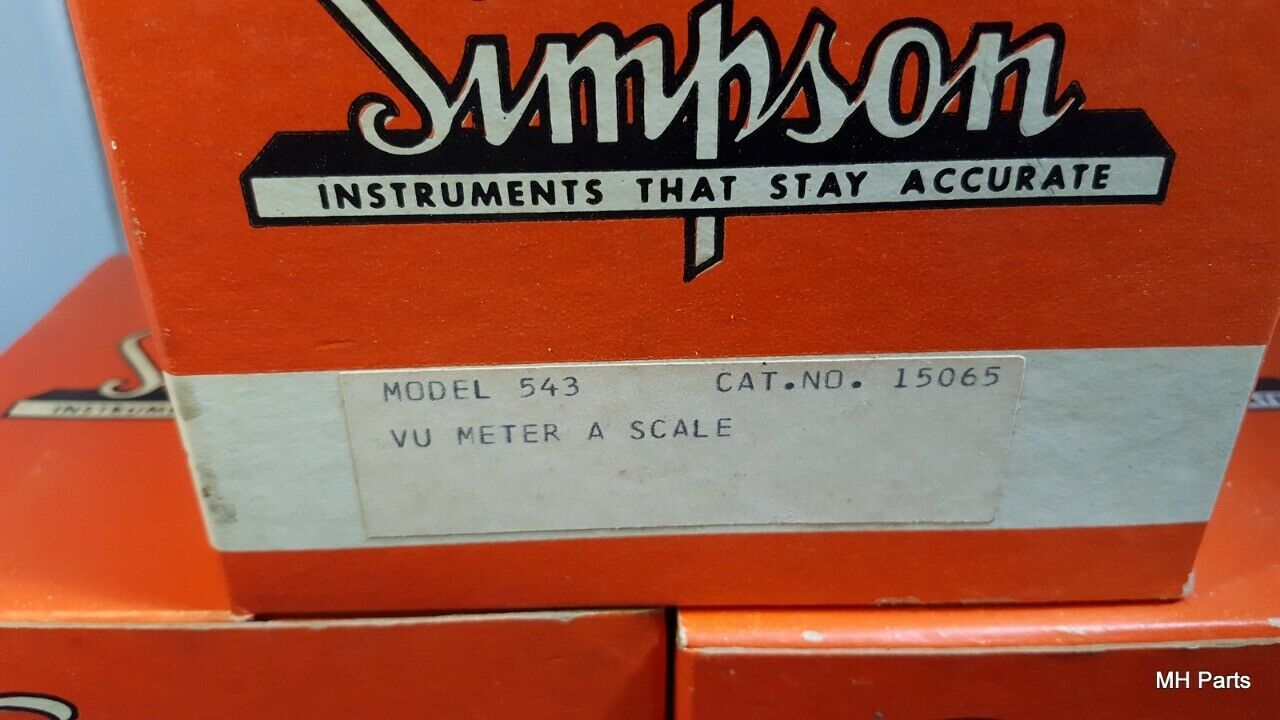 Simpson
INSTRUMENTS THAT STAY ACCURATE
MODEL 543 CAT.NO. 15065
VU METER A SCALE
MH Parts